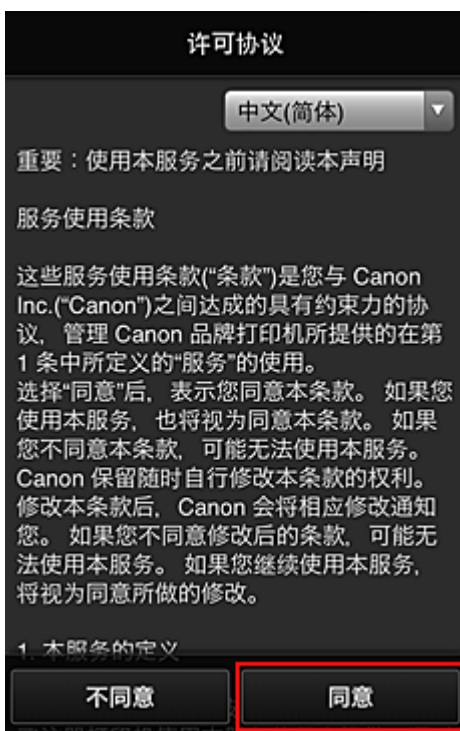 许可协议
中文(简体)
重要：使用本服务之前请阅读本声明
服务使用条款
这些服务使用条款(“条款”)是您与 Canon
Inc.(“Canon”)之间达成的具有约束力的协
议，管理 Canon 品牌打印机所提供的在第
1 条中所定义的“服务”的使用。
选择“同意”后，表示您同意本条款。 如果您
使用本服务，也将视为同意本条款。 如果
您不同意本条款，可能无法使用本服务。
Canon 保留随时自行修改本条款的权利。
修改本条款后，Canon 会将相应修改通知
您。 如果您不同意修改后的条款，可能无
法使用本服务。 如果您继续使用本服务，
将视为同意所做的修改。
1. 本服务的定义
不同意
同意